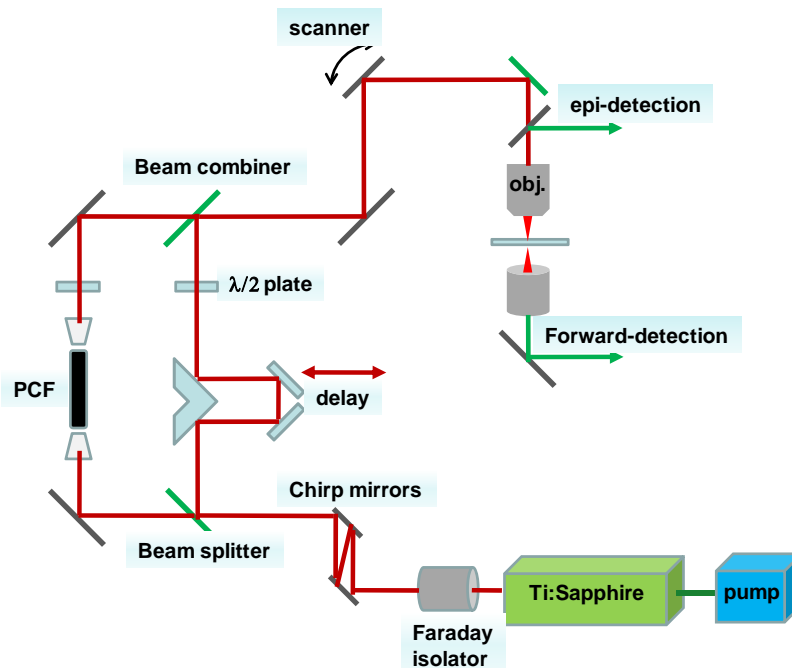 scanner
epi-detection
Beam combiner
obj.
λ/2 plate
Forward-detection
PCF
delay
Chirp mirrors
Beam splitter
Ti:Sapphire
pump
Faraday
isolator